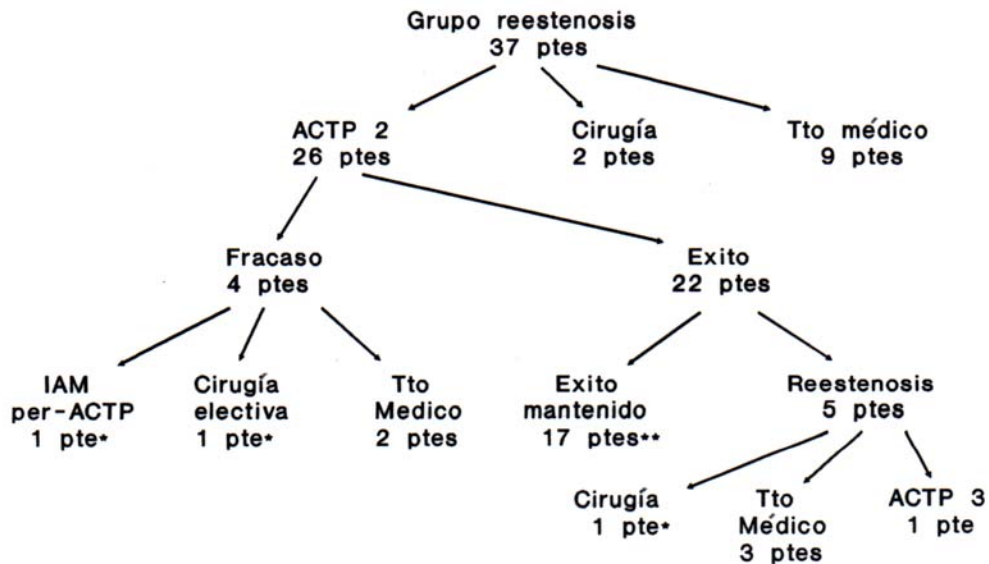 Grupo reestenosis
37 ptes
ACTP 2
26 ptes
Cirugía
2 ptes
Tto médico
9 ptes
Fracaso
4 ptes
Exito
22 ptes
IAM
per-ACTP
1 pte*
Cirugía
electiva
1 pte*
Tto
Medico
2 ptes
Exito
mantenido
17 ptes**
Reestenosis
5 ptes
Cirugía
1 pte*
Tto
Médico
3 ptes
ACTP 3
1 pte